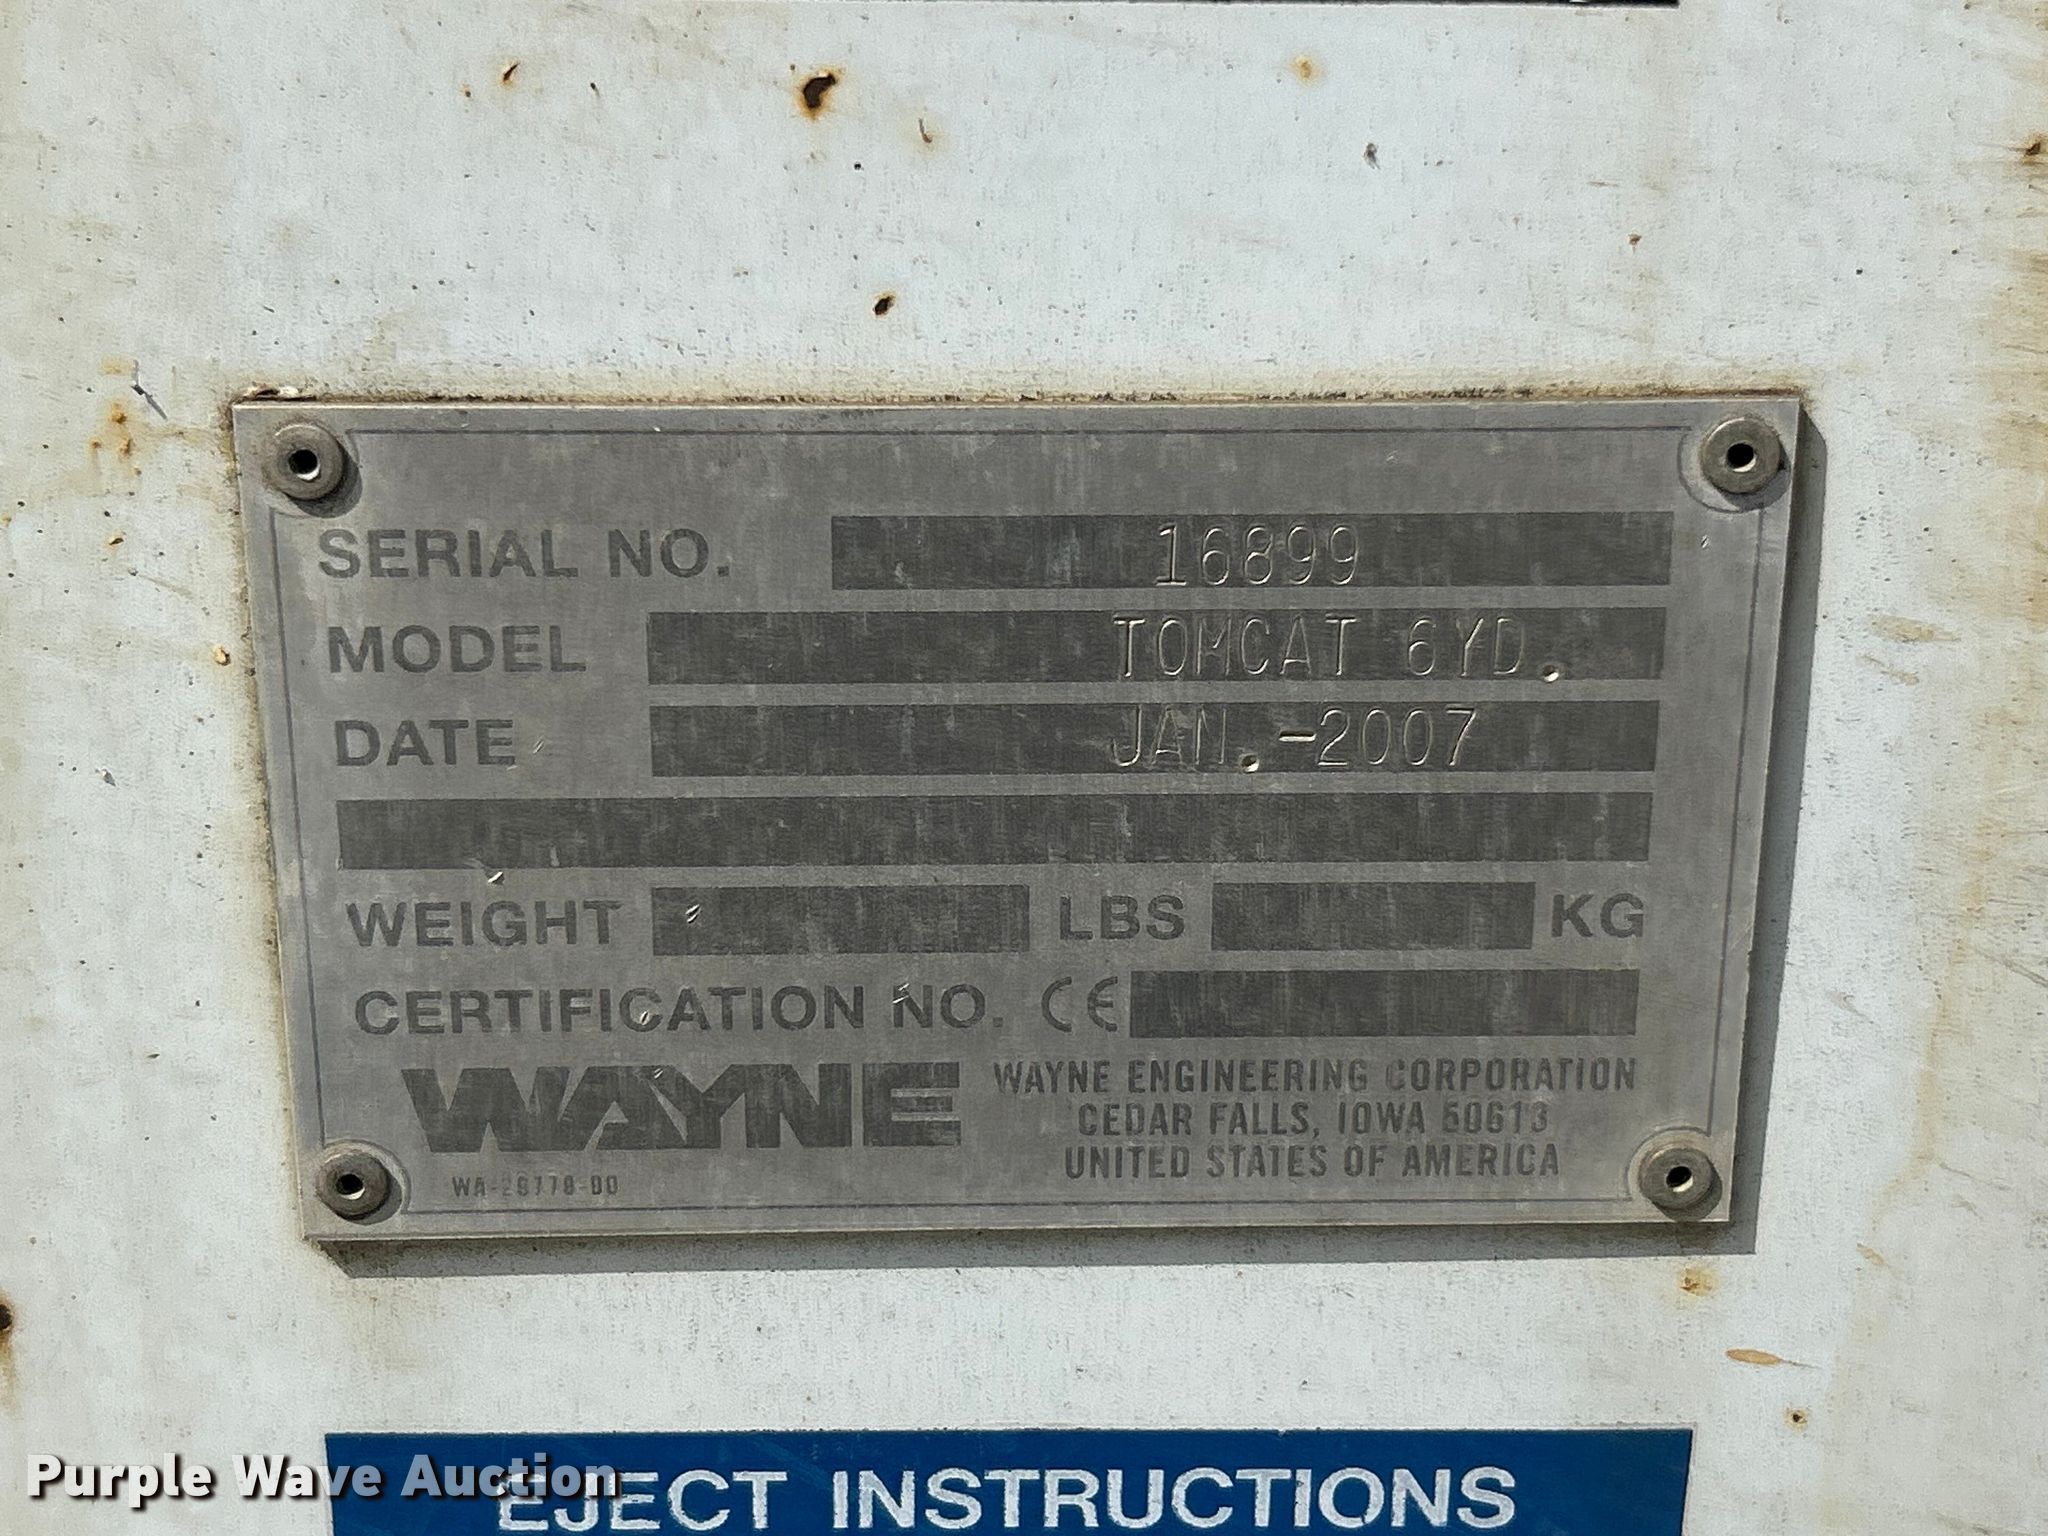 SERIAL NO. 16899
MODEL TOMCAT 6YD.
DATE JAN.-2007
WEIGHT LBS KG
CERTIFICATION NO. CE
WAYNE
WAYNE ENGINEERING CORPORATION
CEDAR FALLS, IOWA 50613
UNITED STATES OF AMERICA
Purple Wave Auction
EJECT INSTRUCTIONS